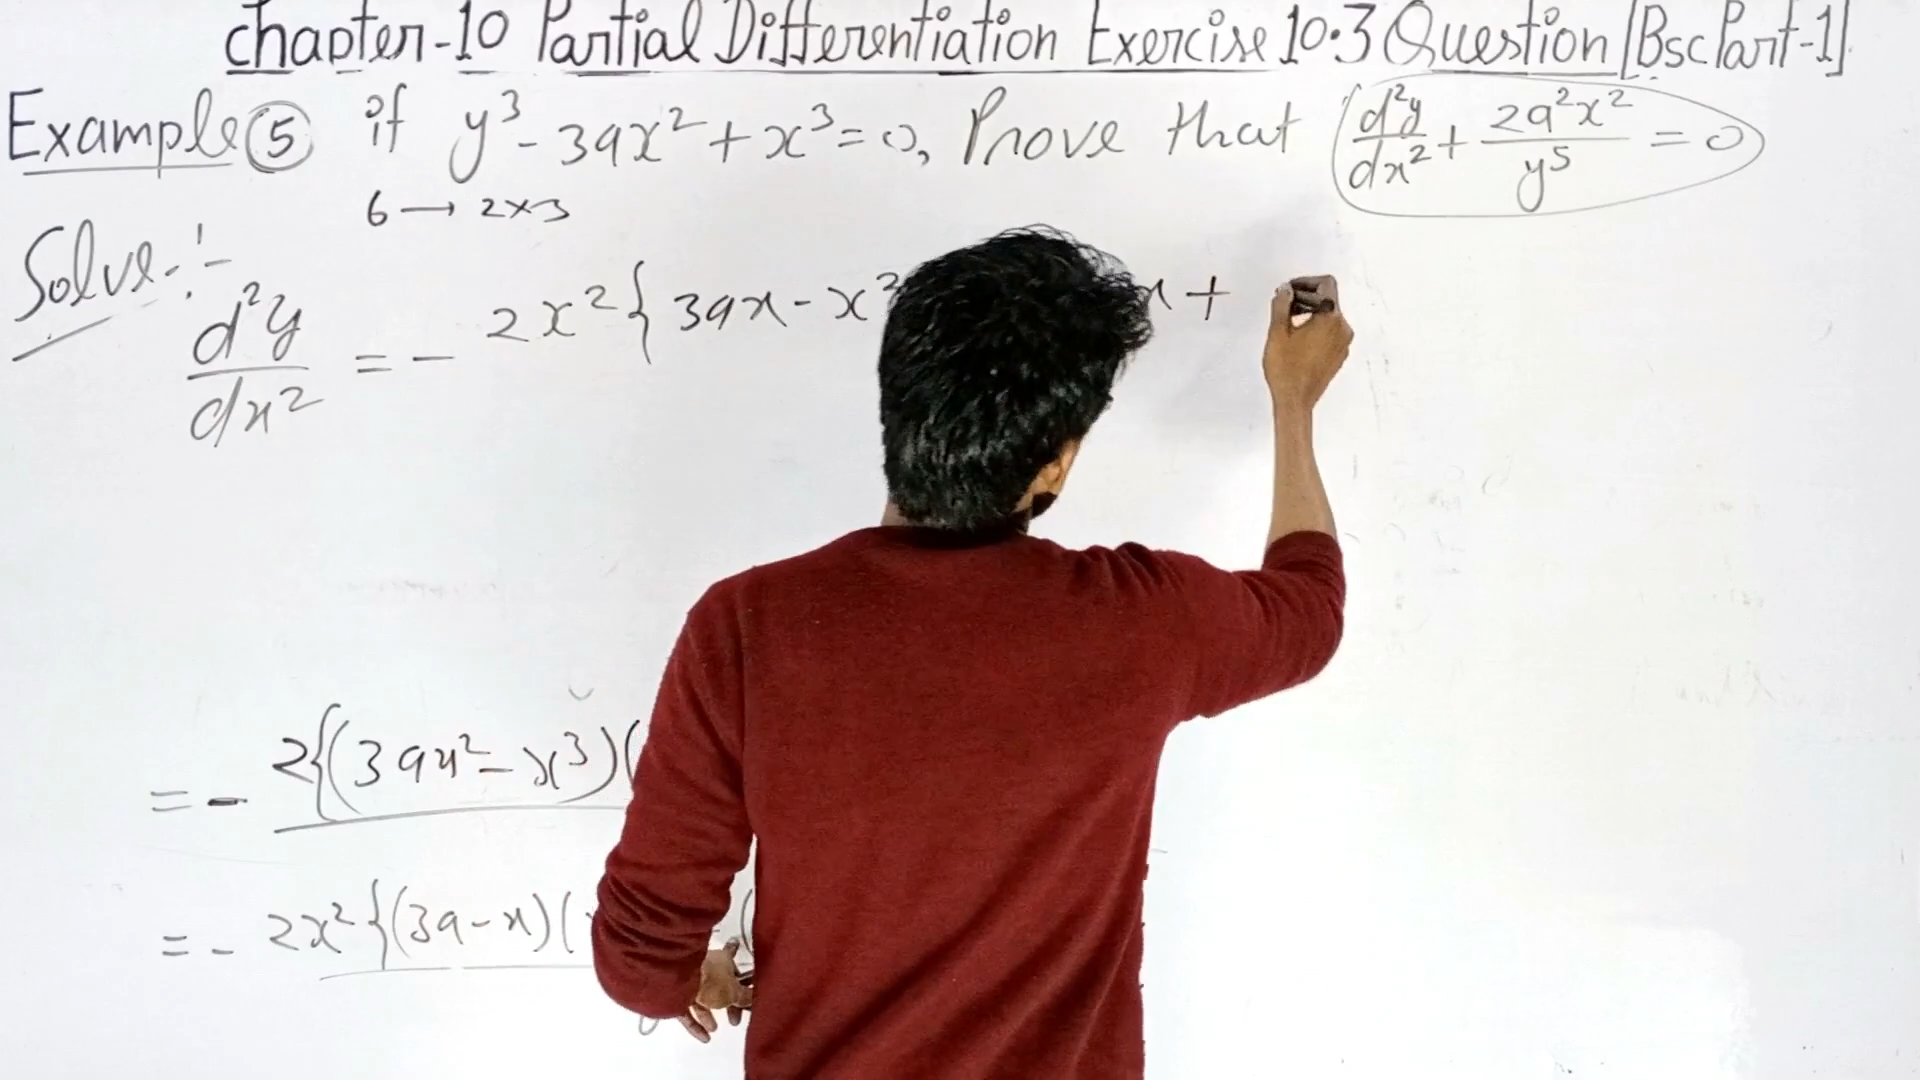 Chapter-10 Partial Differentiation Exercise 10.3 Question [Bsc Part-1]
Example 5 if y³ - 3ax² + x³ = 0, Prove that d²y/dx² + 2a²x²/y⁵ = 0
6 → 2×3
Solve:-
d²y/dx² = - 2x² { 3ax - x² x +
= - 2{(3ax² - x³)(
= - 2x² {(3a - x)(